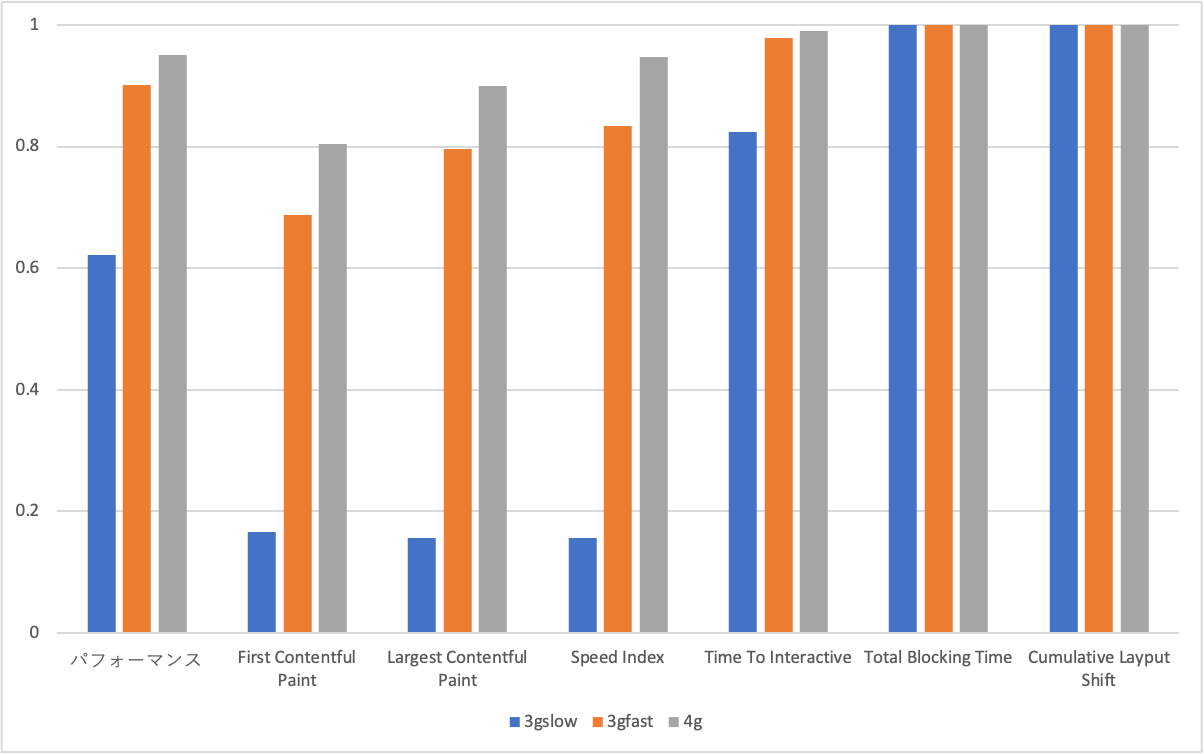 1
0.8
0.6
0.4
0.2
0
パフォーマンス
First Contentful
Paint
Largest Contentful
Paint
Speed Index
Time To Interactive
Total Blocking Time
Cumulative Layput
Shift
3gslow
3gfast
4g